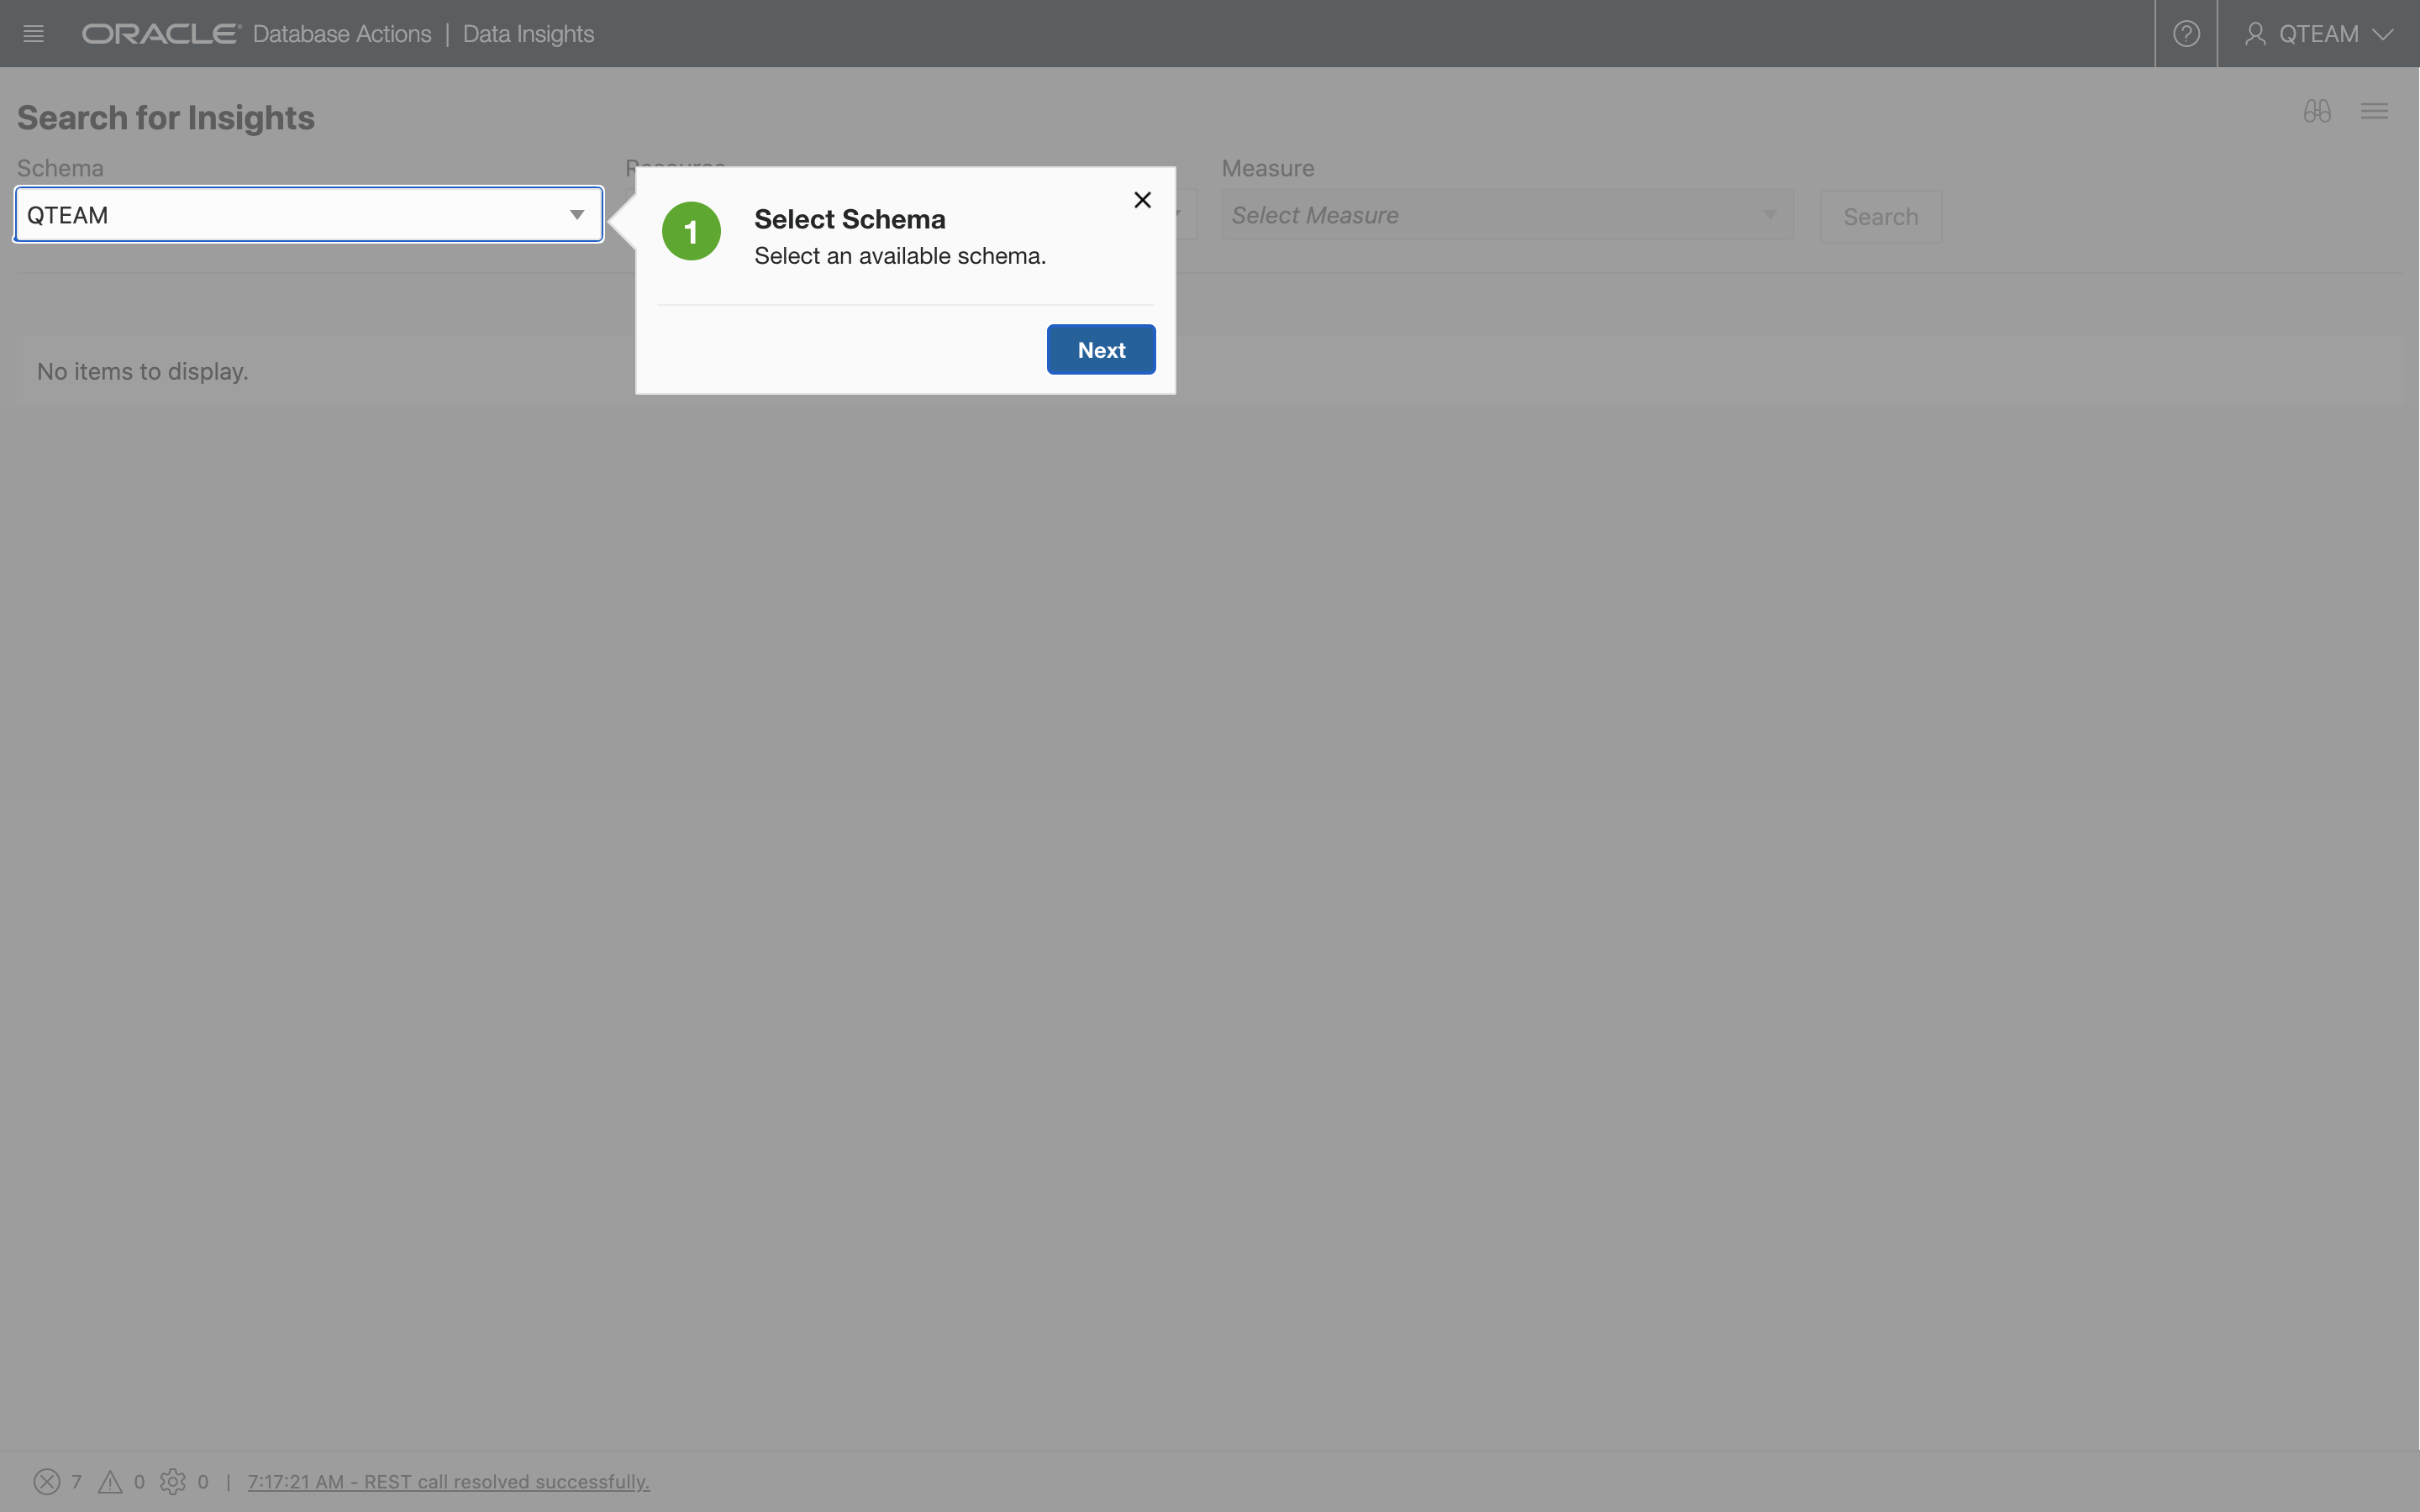 ORACLE Database Actions | Data Insights
QTEAM
Search for Insights
Schema
Resource
Measure
QTEAM
Select Measure
Search
1
Select Schema
Select an available schema.
Next
No items to display.
7 0 0 | 7:17:21 AM - REST call resolved successfully.